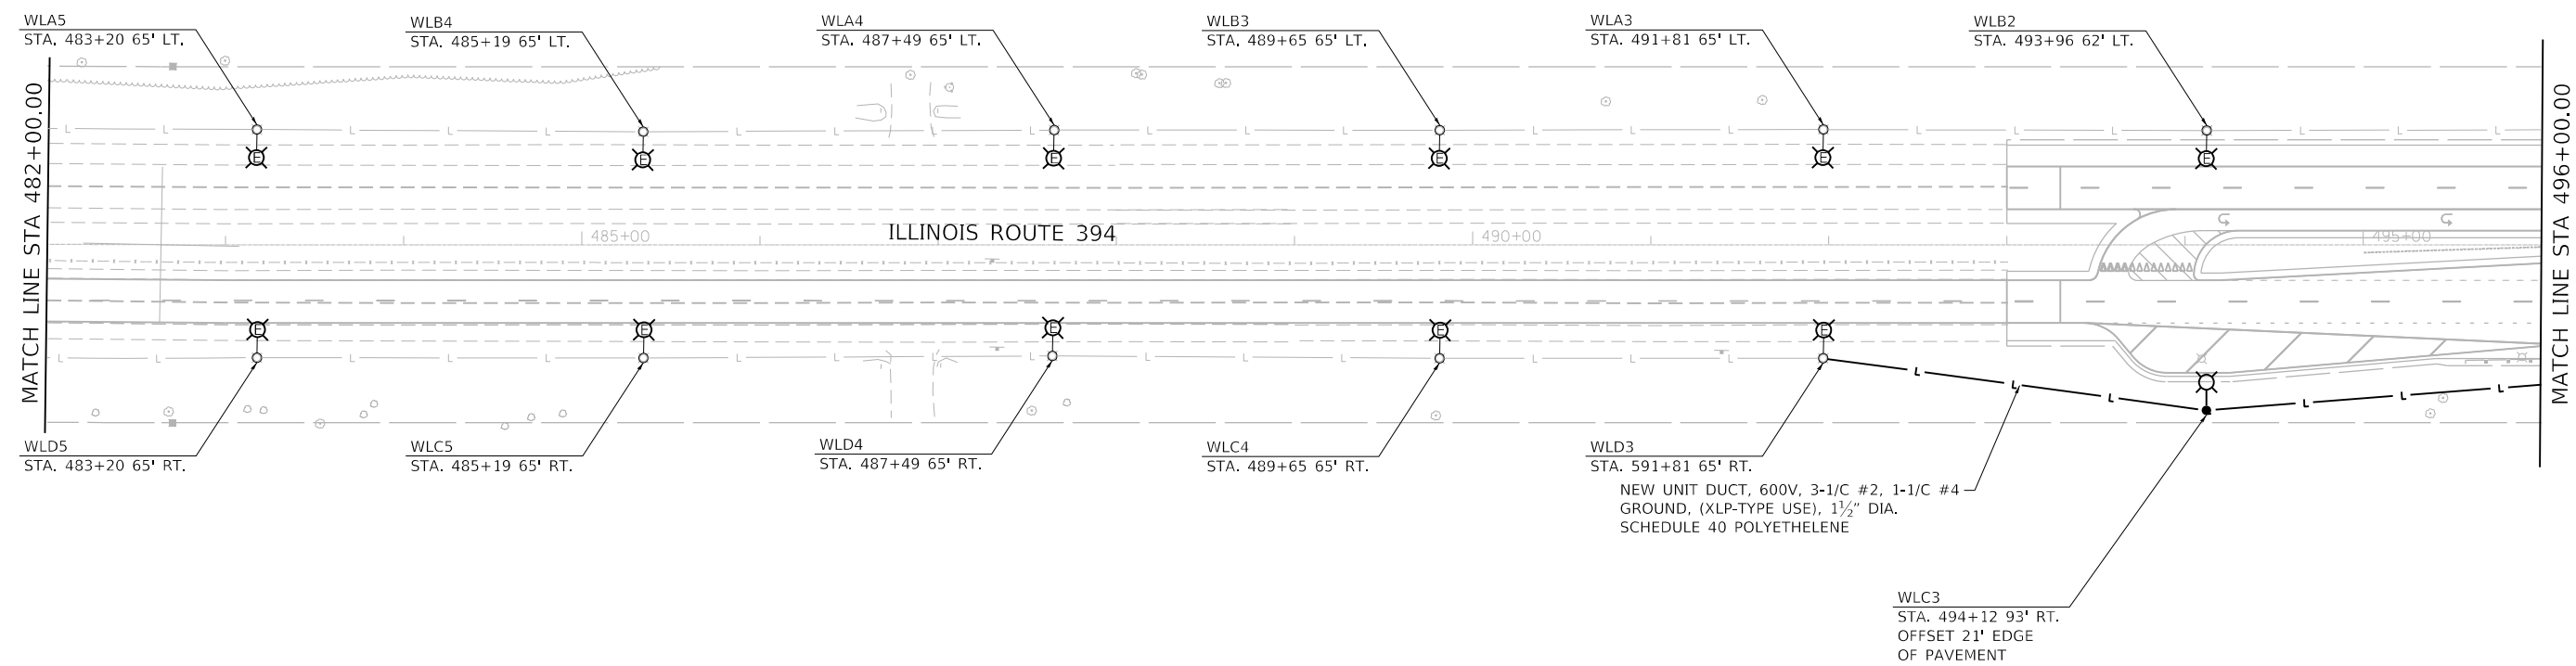 WLA5
STA. 483+20 65' LT.
WLB4
STA. 485+19 65' LT.
WLA4
STA. 487+49 65' LT.
WLB3
STA. 489+65 65' LT.
WLA3
STA. 491+81 65' LT.
WLB2
STA. 493+96 62' LT.
MATCH LINE STA 482+00.00
MATCH LINE STA 496+00.00
L L L L L L L L L L L L L L L L L L L L L L L L L
E E E E E E
485+00
ILLINOIS ROUTE 394
490+00
495+00
E E E E E
L L L L L L L L L L L L L L L L L L
L L L L L L
WLD5
STA. 483+20 65' RT.
WLC5
STA. 485+19 65' RT.
WLD4
STA. 487+49 65' RT.
WLC4
STA. 489+65 65' RT.
WLD3
STA. 591+81 65' RT.
NEW UNIT DUCT, 600V, 3-1/C #2, 1-1/C #4
GROUND, (XLP-TYPE USE), 1½" DIA.
SCHEDULE 40 POLYETHELENE
WLC3
STA. 494+12 93' RT.
OFFSET 21' EDGE
OF PAVEMENT